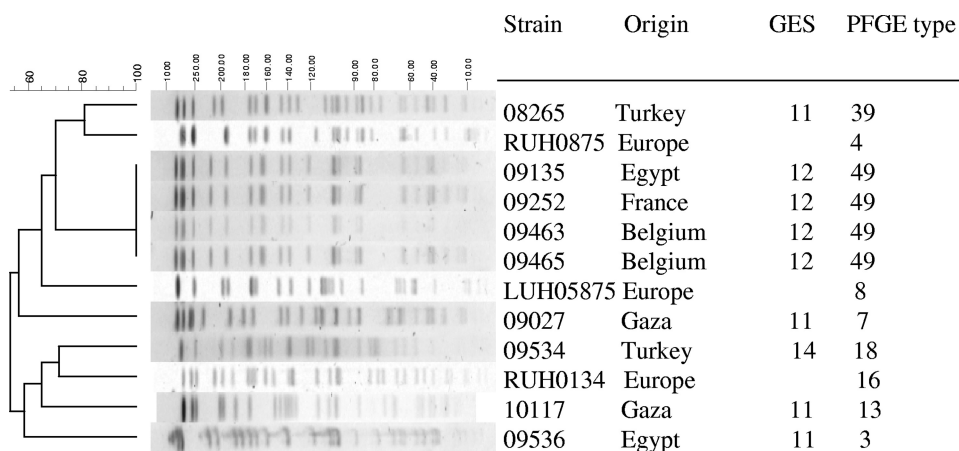 Strain Origin GES PFGE type
60 80 100
1000 250.00 200.00 180.00 160.00 140.00 120.00 90.00 80.00 60.00 40.00 10.00
08265 Turkey 11 39
RUH0875 Europe 4
09135 Egypt 12 49
09252 France 12 49
09463 Belgium 12 49
09465 Belgium 12 49
LUH05875 Europe 8
09027 Gaza 11 7
09534 Turkey 14 18
RUH0134 Europe 16
10117 Gaza 11 13
09536 Egypt 11 3